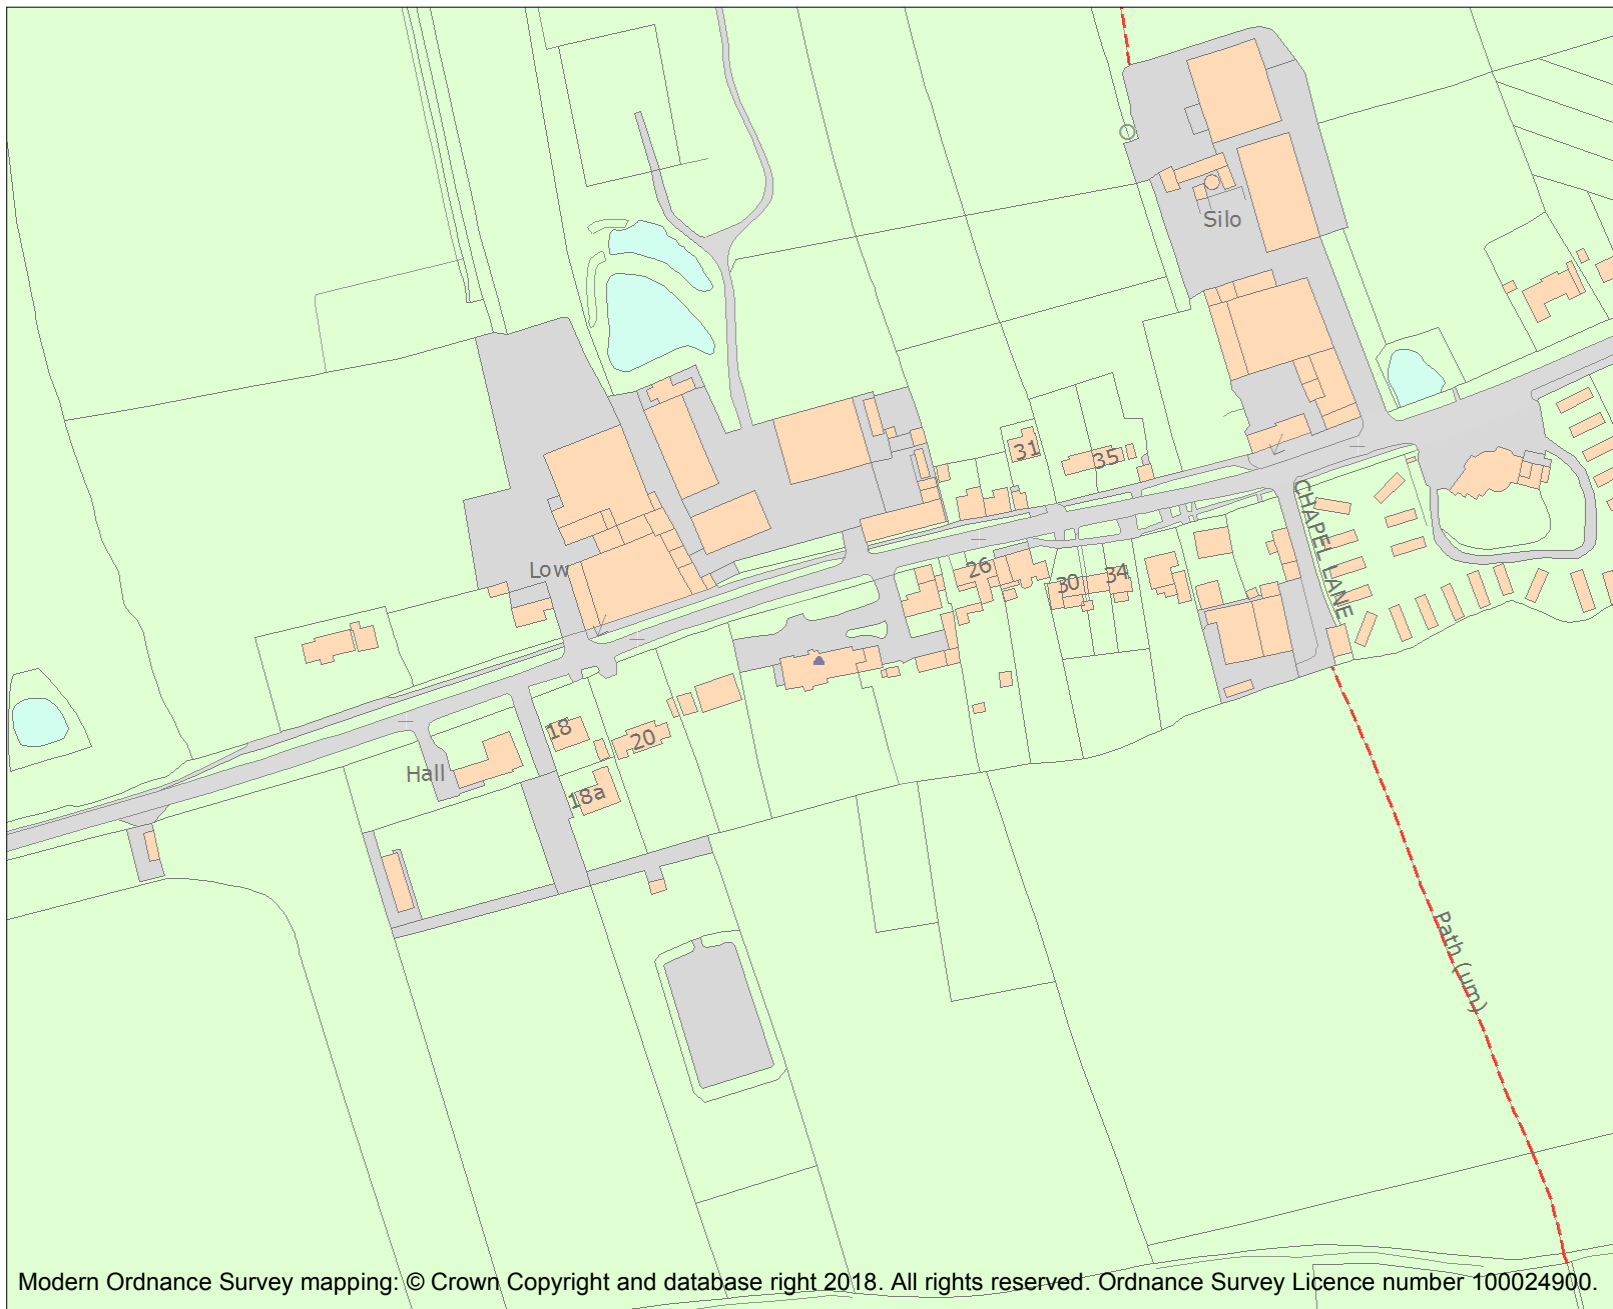 Silo
31
35
CHAPEL LANE
Low
26
30
34
18
20
Hall
18a
Path (um)
Modern Ordnance Survey mapping: © Crown Copyright and database right 2018. All rights reserved. Ordnance Survey Licence number 100024900.